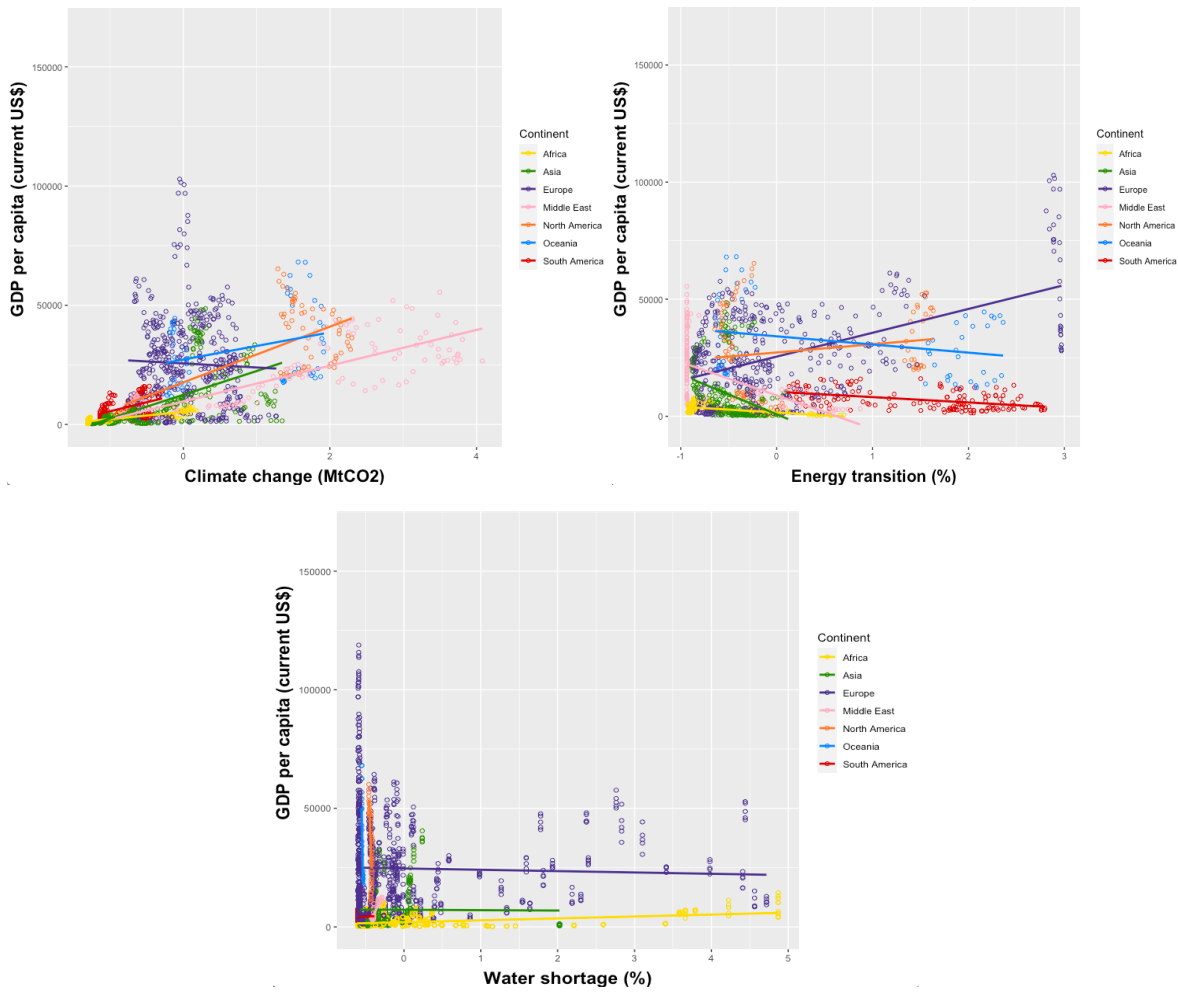 GDP per capita (current US$)
150000
100000
50000
0
0
2
4
Climate change (MtCO2)
Continent
Africa
Asia
Europe
Middle East
North America
Oceania
South America
GDP per capita (current US$)
150000
100000
50000
0
-1
0
1
2
3
Energy transition (%)
Continent
Africa
Asia
Europe
Middle East
North America
Oceania
South America
GDP per capita (current US$)
150000
100000
50000
0
0
1
2
3
4
5
Water shortage (%)
Continent
Africa
Asia
Europe
Middle East
North America
Oceania
South America